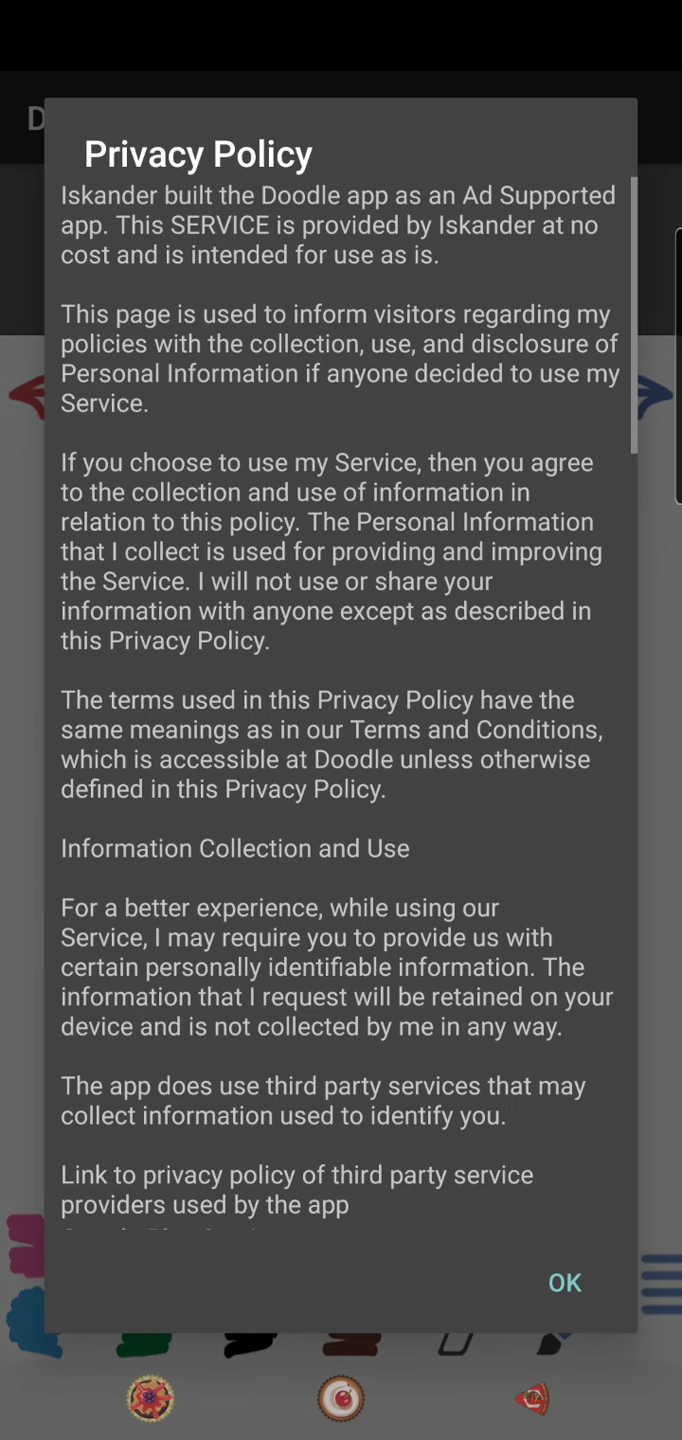 Privacy Policy
Iskander built the Doodle app as an Ad Supported
app. This SERVICE is provided by Iskander at no
cost and is intended for use as is.
This page is used to inform visitors regarding my
policies with the collection, use, and disclosure of
Personal Information if anyone decided to use my
Service.
If you choose to use my Service, then you agree
to the collection and use of information in
relation to this policy. The Personal Information
that I collect is used for providing and improving
the Service. I will not use or share your
information with anyone except as described in
this Privacy Policy.
The terms used in this Privacy Policy have the
same meanings as in our Terms and Conditions,
which is accessible at Doodle unless otherwise
defined in this Privacy Policy.
Information Collection and Use
For a better experience, while using our
Service, I may require you to provide us with
certain personally identifiable information. The
information that I request will be retained on your
device and is not collected by me in any way.
The app does use third party services that may
collect information used to identify you.
Link to privacy policy of third party service
providers used by the app
OK